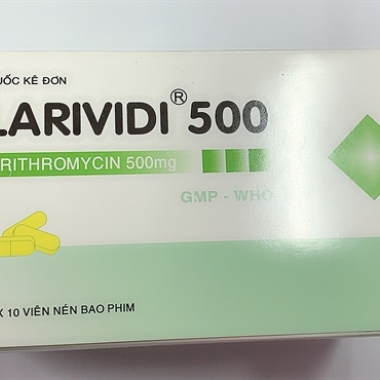 UỐC KÊ ĐƠN
LARIVIDI® 500
RITHROMYCIN 500mg
GMP - WHO
X 10 VIÊN NÉN BAO PHIM